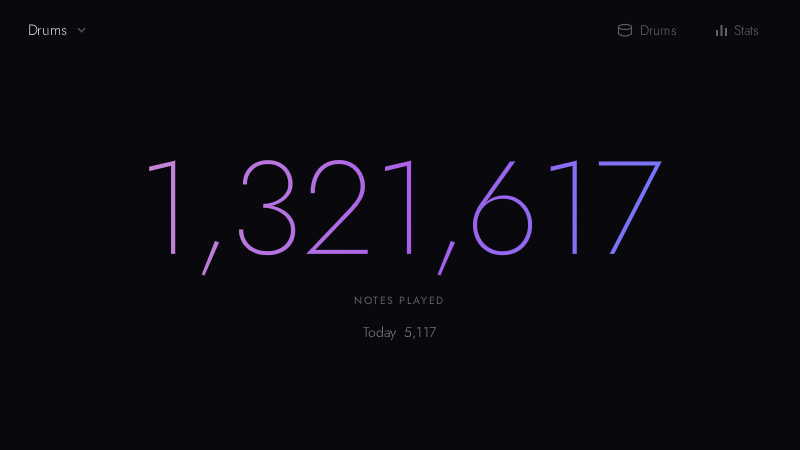 Drums
Drums
Stats
1,321,617
NOTES PLAYED
Today 5,117